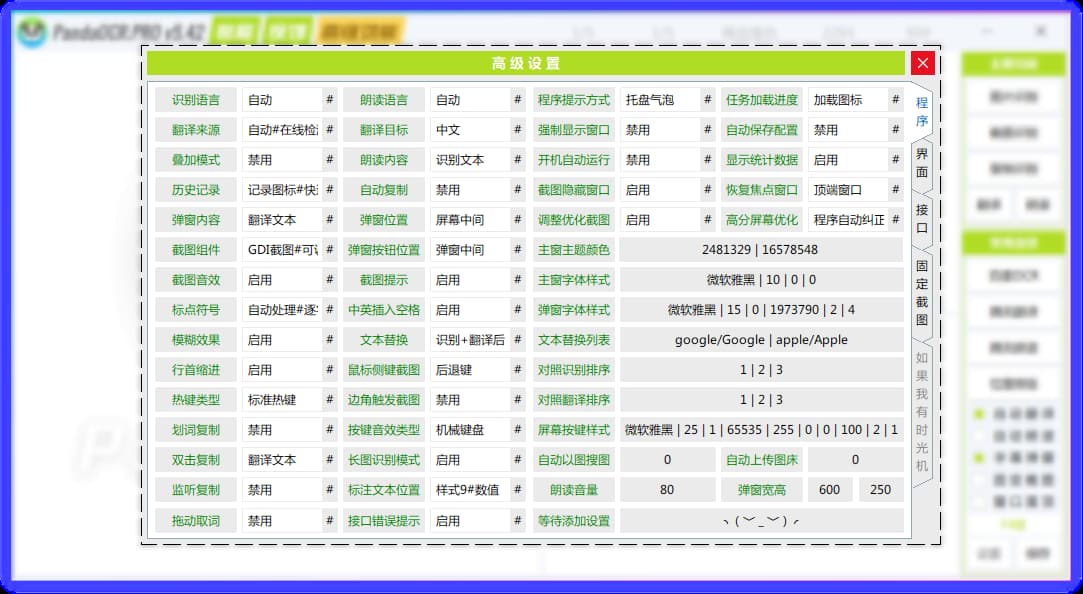 PandaOCR.PRO v5.42
高级设置
识别语言 自动 # 朗读语言 自动 # 程序提示方式 托盘气泡 # 任务加载进度 加载图标 #
翻译来源 自动#在线检测 # 翻译目标 中文 # 强制显示窗口 禁用 # 自动保存配置 禁用 #
叠加模式 禁用 # 朗读内容 识别文本 # 开机自动运行 禁用 # 显示统计数据 启用 #
历史记录 记录图标#快 # 自动复制 禁用 # 截图隐藏窗口 启用 # 恢复焦点窗口 顶端窗口 #
弹窗内容 翻译文本 # 弹窗位置 屏幕中间 # 调整优化截图 启用 # 高分屏幕优化 程序自动纠正 #
截图组件 GDI截图#可 # 弹窗按钮位置 弹窗中间 # 主窗主题颜色 2481329 | 16578548
截图音效 启用 # 截图提示 启用 # 主窗字体样式 微软雅黑 | 10 | 0 | 0
标点符号 自动处理#逐 # 中英插入空格 启用 # 弹窗字体样式 微软雅黑 | 15 | 0 | 1973790 | 2 | 4
模糊效果 启用 # 文本替换 识别+翻译后 # 文本替换列表 google/Google | apple/Apple
行首缩进 启用 # 鼠标侧键截图 后退键 # 对照识别排序 1 | 2 | 3
热键类型 标准热键 # 边角触发截图 禁用 # 对照翻译排序 1 | 2 | 3
划词复制 禁用 # 按键音效类型 机械键盘 # 屏幕按键样式 微软雅黑 | 25 | 1 | 65535 | 255 | 0 | 0 | 100 | 2 | 1
双击复制 翻译文本 # 长图识别模式 启用 # 自动以图搜图 0 自动上传图床 0
监听复制 禁用 # 标注文本位置 样式9#数值 # 朗读音量 80 弹窗宽高 600 250
拖动取词 禁用 # 接口错误提示 启用 # 等待添加设置 ヽ( ﹀_﹀ )ノ
程序
界面
接口
固定截图
如果我有时光机